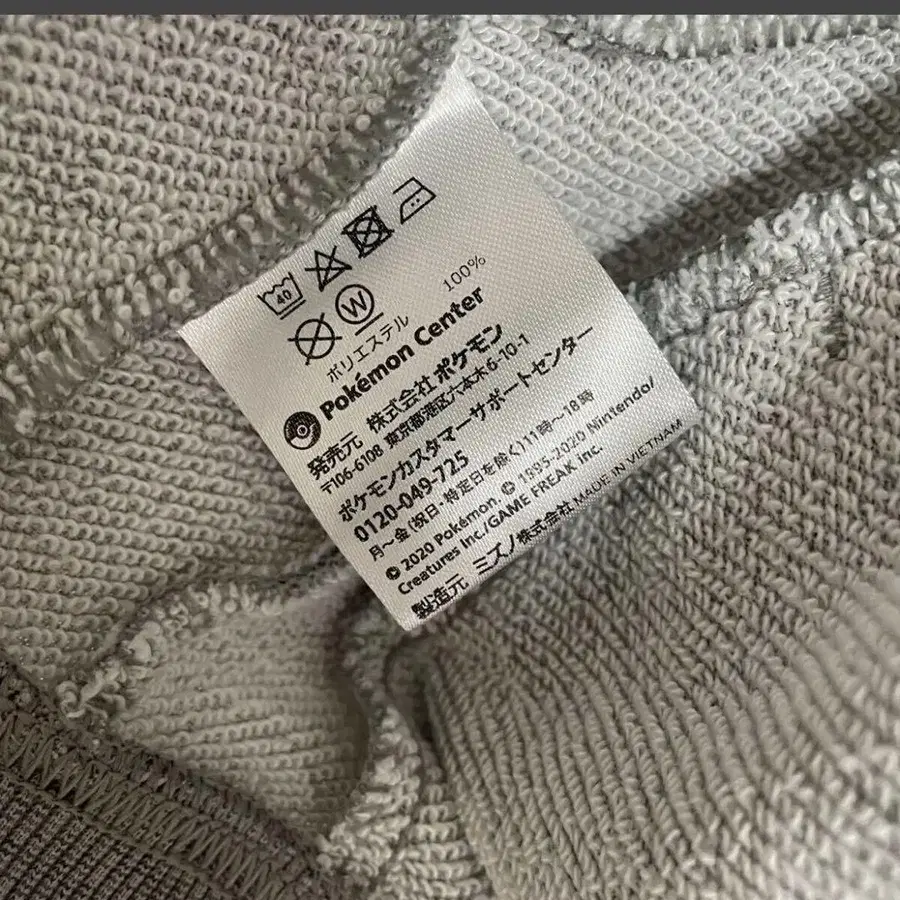 40
W
ポリエステル 100%
Pokémon Center
発売元 株式会社ポケモン
〒106-6108 東京都港区六本木6-10-1
ポケモンカスタマーサポートセンター
0120-049-725
月～金(祝日・特定日を除く)11時～18時
© 2020 Pokémon. © 1995-2020 Nintendo/
Creatures Inc./GAME FREAK inc.
製造元 ミズノ株式会社 MADE IN VIETNAM